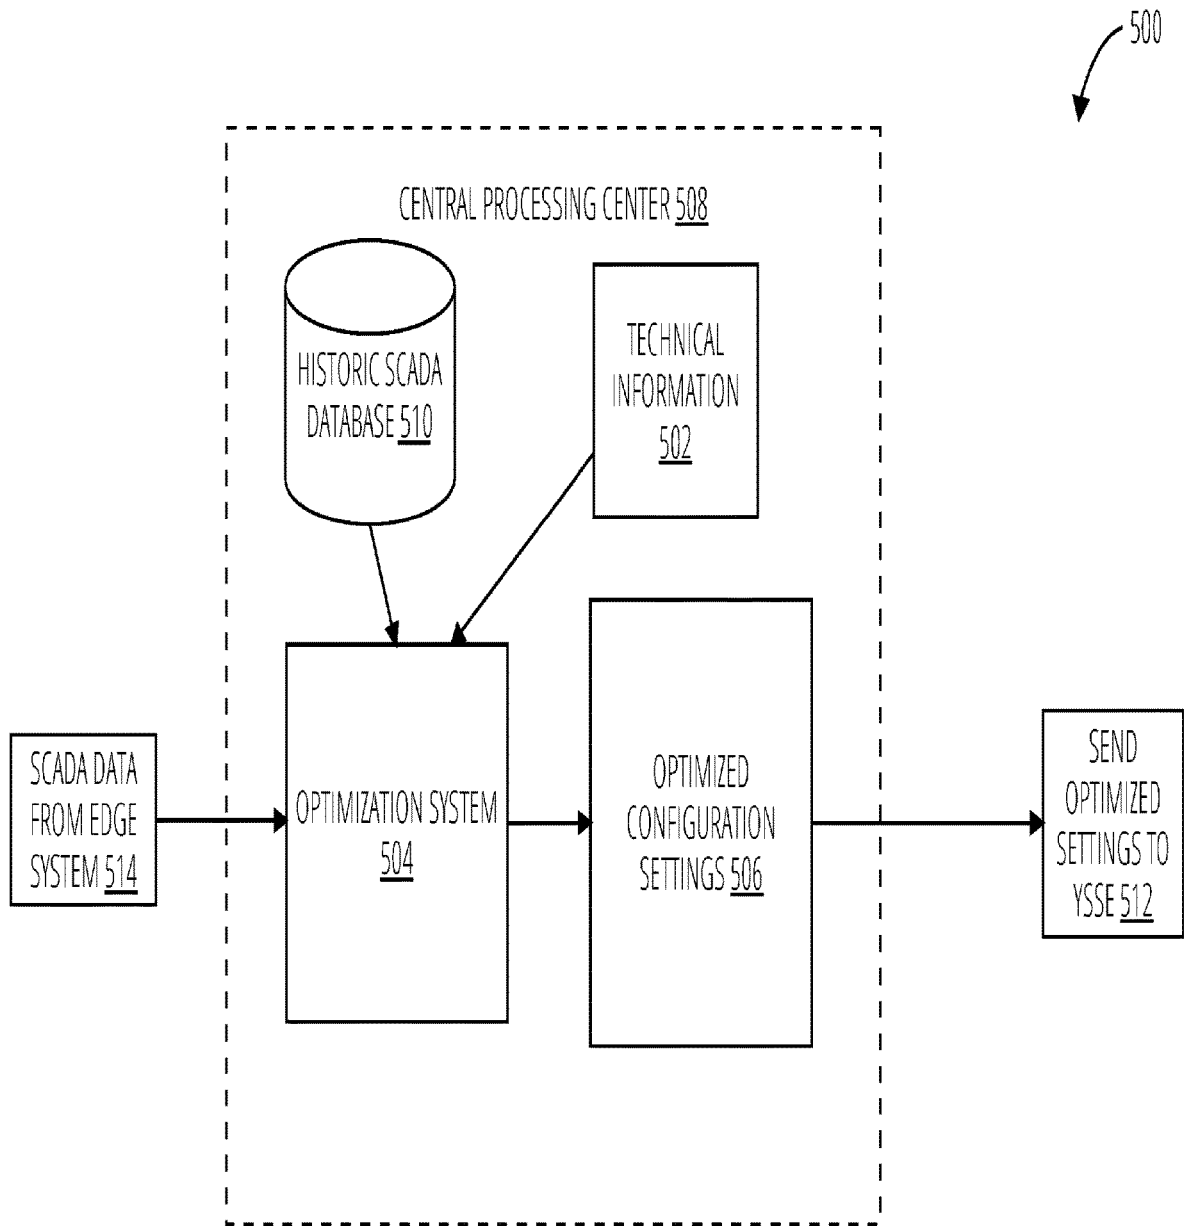 500
CENTRAL PROCESSING CENTER 508
HISTORIC SCADA
DATABASE 510
TECHNICAL
INFORMATION
502
SCADA DATA
FROM EDGE
SYSTEM 514
OPTIMIZATION SYSTEM
504
OPTIMIZED
CONFIGURATION
SETTINGS 506
SEND
OPTIMIZED
SETTINGS TO
YSSE 512